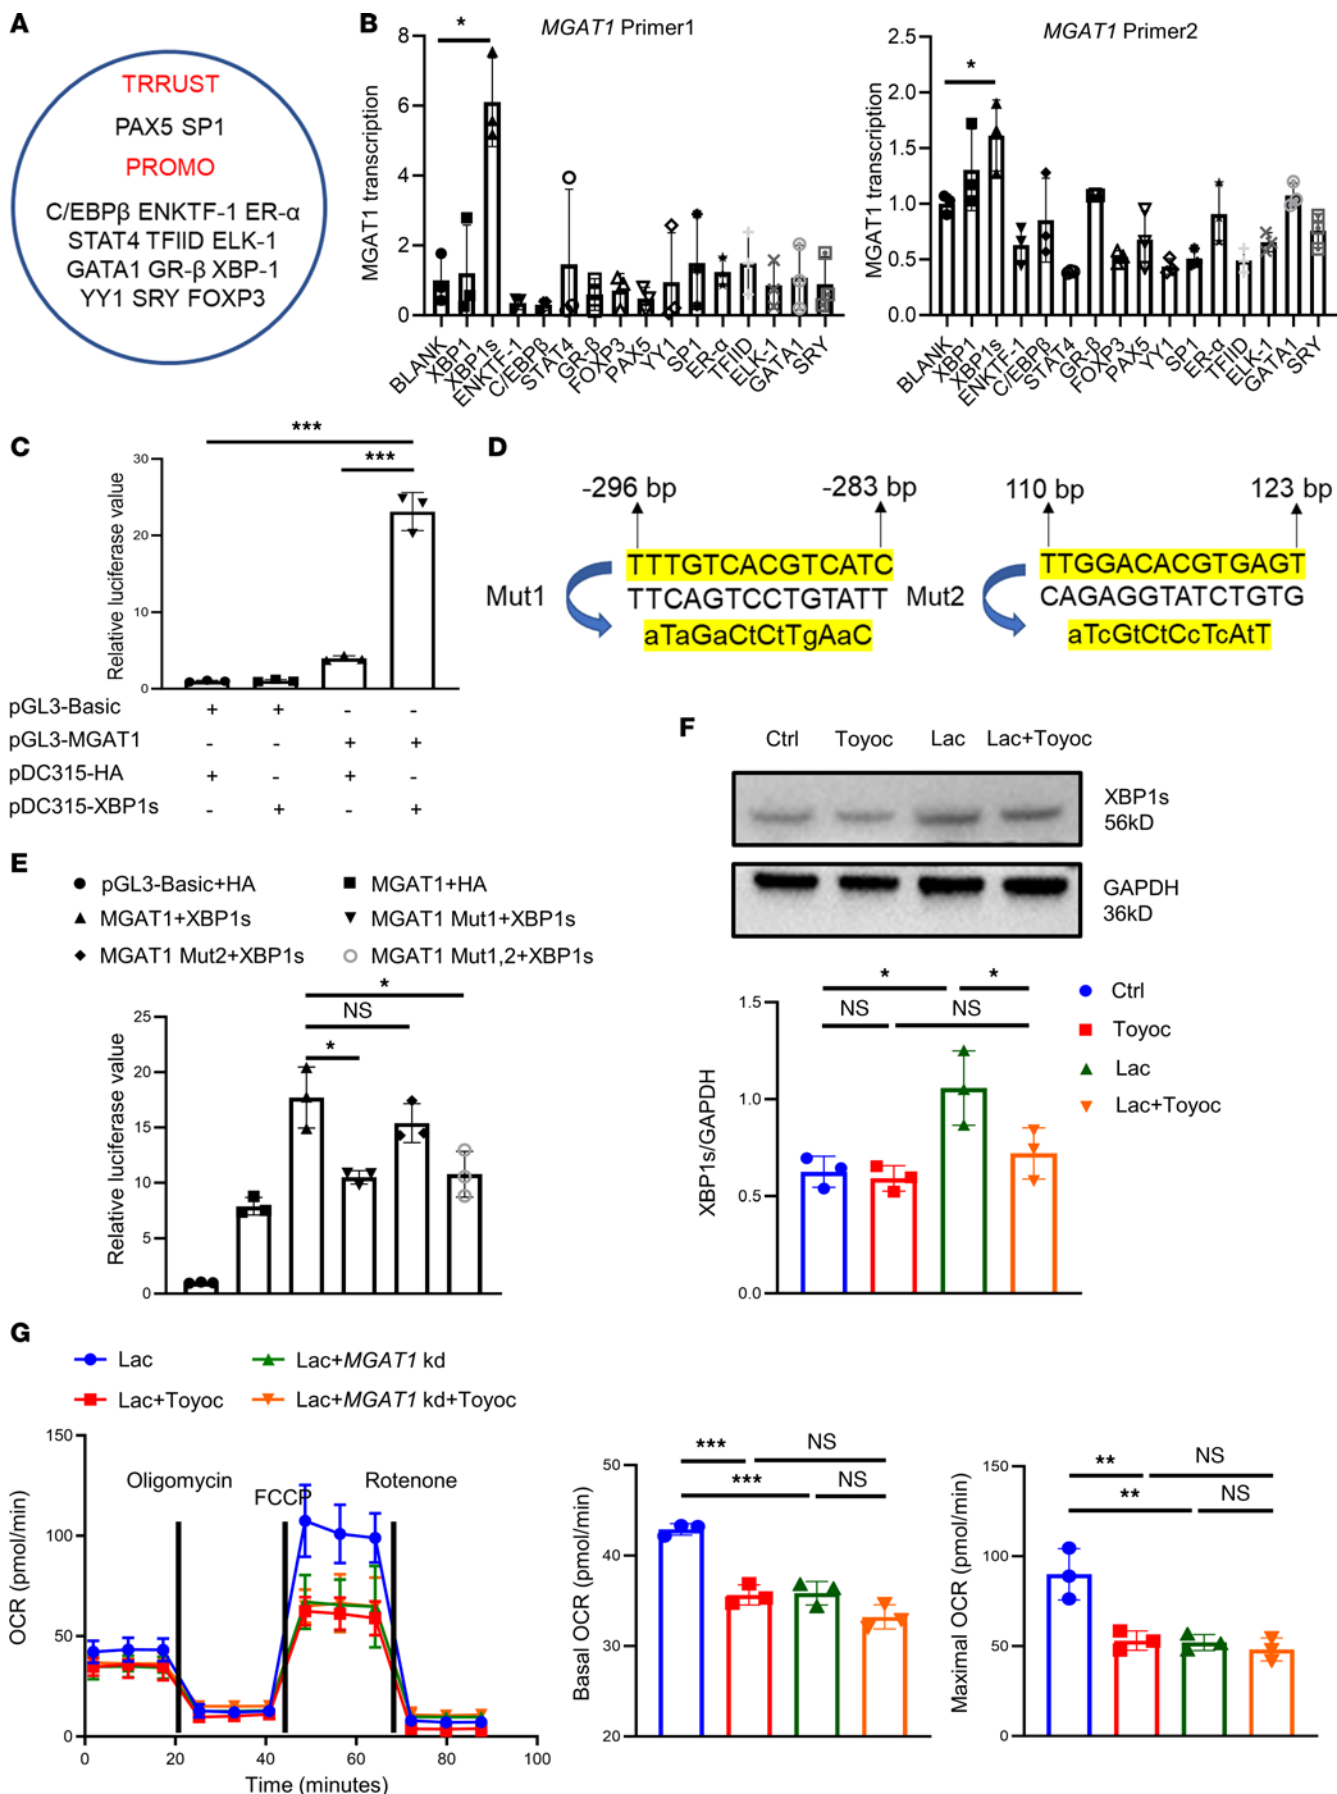 A
TRRUST
PAX5 SP1
PROMO
C/EBPβ ENKTF-1 ER-α
STAT4 TFIID ELK-1
GATA1 GR-β XBP-1
YY1 SRY FOXP3
B
MGAT1 Primer1
*
MGAT1 transcription
8
6
4
2
0
BLANK
XBP1
XBP1s
ENKTF-1
C/EBPβ
STAT4
GR-β
FOXP3
PAX5
YY1
SP1
ER-α
TFIID
ELK-1
GATA1
SRY
MGAT1 Primer2
*
MGAT1 transcription
2.5
2.0
1.5
1.0
0.5
0.0
BLANK
XBP1
XBP1s
ENKTF-1
C/EBPβ
STAT4
GR-β
FOXP3
PAX5
YY1
SP1
ER-α
TFIID
ELK-1
GATA1
SRY
C
***
***
Relative luciferase value
30
20
10
0
pGL3-Basic + + - -
pGL3-MGAT1 - - + +
pDC315-HA + - + -
pDC315-XBP1s - + - +
D
-296 bp -283 bp
TTTGTCACGTCATC
Mut1 TTCAGTCCTGTATT
aTaGaCtCtTgAaC
110 bp 123 bp
TTGGACACGTGAGT
Mut2 CAGAGGTATCTGTG
aTcGtCtCcTcAtT
E
pGL3-Basic+HA MGAT1+HA
MGAT1+XBP1s MGAT1 Mut1+XBP1s
MGAT1 Mut2+XBP1s MGAT1 Mut1,2+XBP1s
*
NS
*
Relative luciferase value
25
20
15
10
5
0
F
Ctrl Toyoc Lac Lac+Toyoc
XBP1s
56kD
GAPDH
36kD
* *
NS NS
XBP1s/GAPDH
1.5
1.0
0.5
0.0
Ctrl
Toyoc
Lac
Lac+Toyoc
G
Lac Lac+MGAT1 kd
Lac+Toyoc Lac+MGAT1 kd+Toyoc
OCR (pmol/min)
150
100
50
0
Oligomycin
FCCP
Rotenone
0 20 40 60 80 100
Time (minutes)
*** NS
*** NS
Basal OCR (pmol/min)
50
40
30
20
** NS
** NS
Maximal OCR (pmol/min)
150
100
50
0